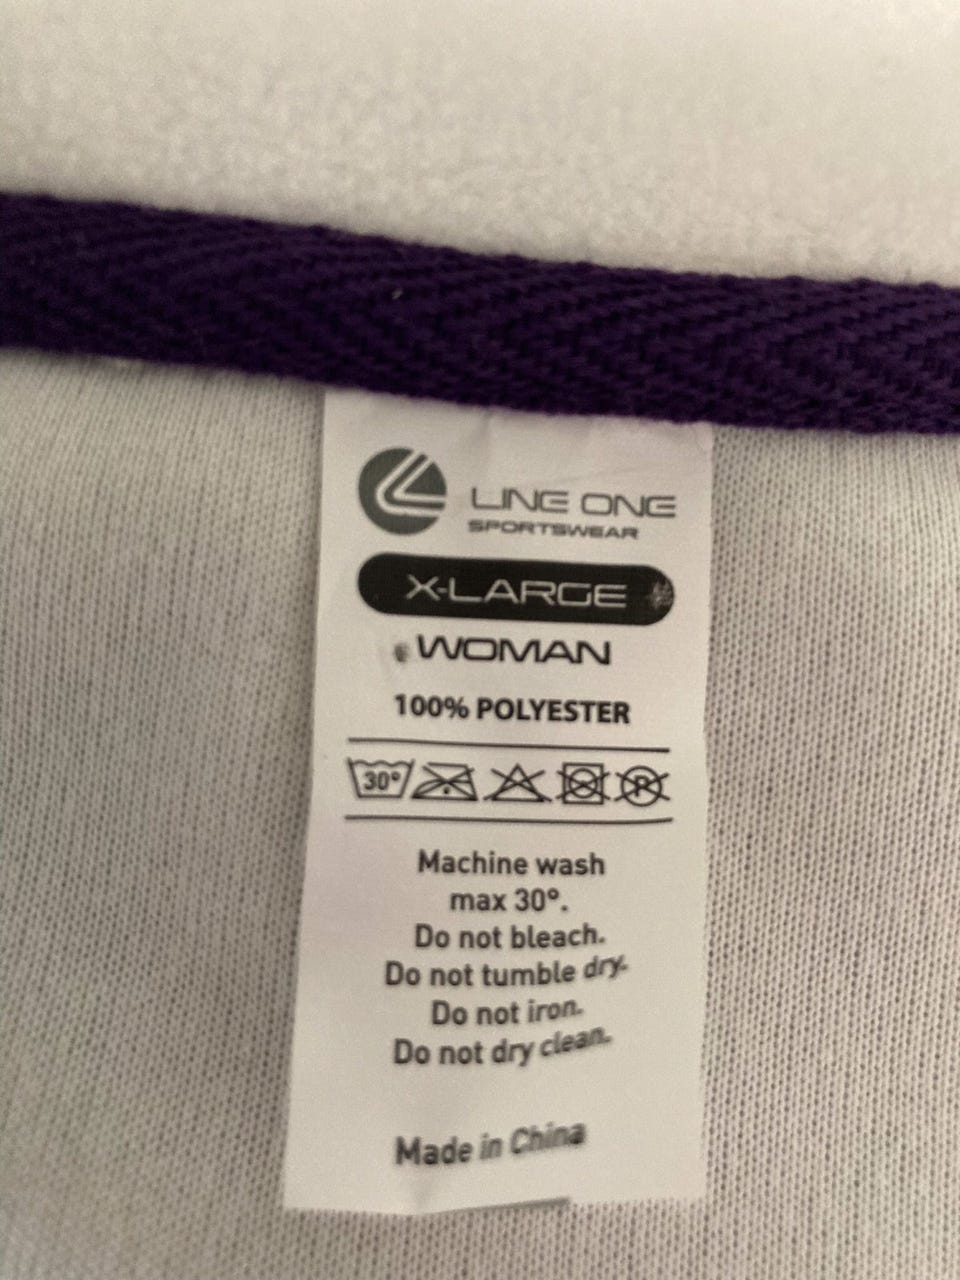 LINE ONE
SPORTSWEAR
X-LARGE
WOMAN
100% POLYESTER
30°
P
Machine wash
max 30°.
Do not bleach.
Do not tumble dry.
Do not iron.
Do not dry clean.
Made in China